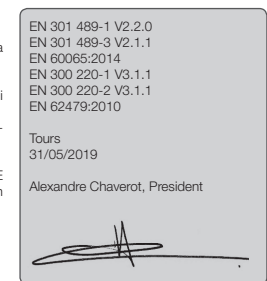 EN 301 489-1 V2.2.0
EN 301 489-3 V2.1.1
EN 60065:2014
EN 300 220-1 V3.1.1
EN 300 220-2 V3.1.1
EN 62479:2010
Tours
31/05/2019
Alexandre Chaverot, President